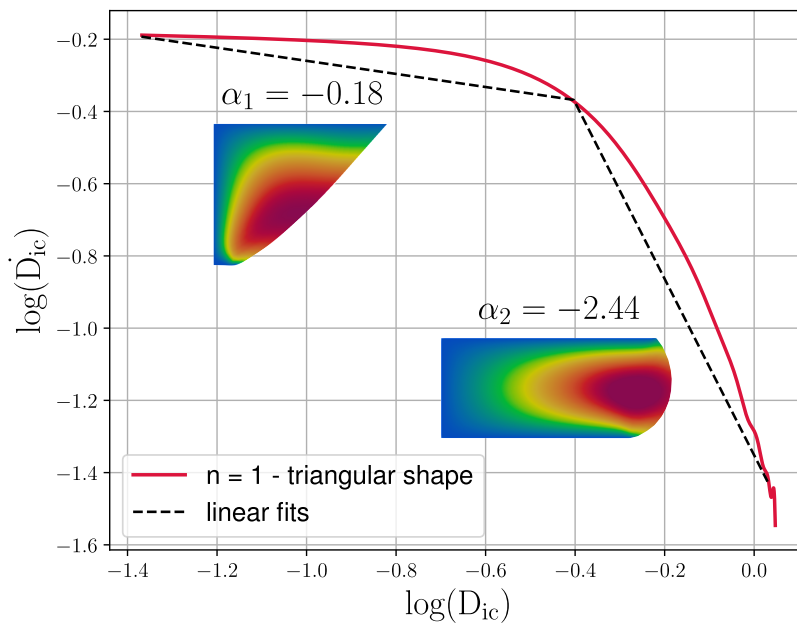 −0.2
−0.4
−0.6
−0.8
−1.0
−1.2
−1.4
−1.6
log(Ḋ_ic)
α₁ = −0.18
α₂ = −2.44
n = 1 - triangular shape
linear fits
−1.4 −1.2 −1.0 −0.8 −0.6 −0.4 −0.2 0.0
log(D_ic)